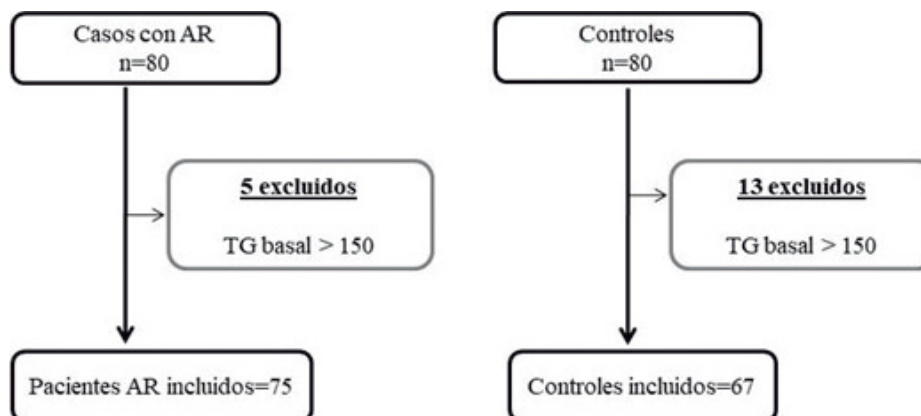 Casos con AR
n=80
5 excluidos
TG basal > 150
Pacientes AR incluidos=75
Controles
n=80
13 excluidos
TG basal > 150
Controles incluidos=67